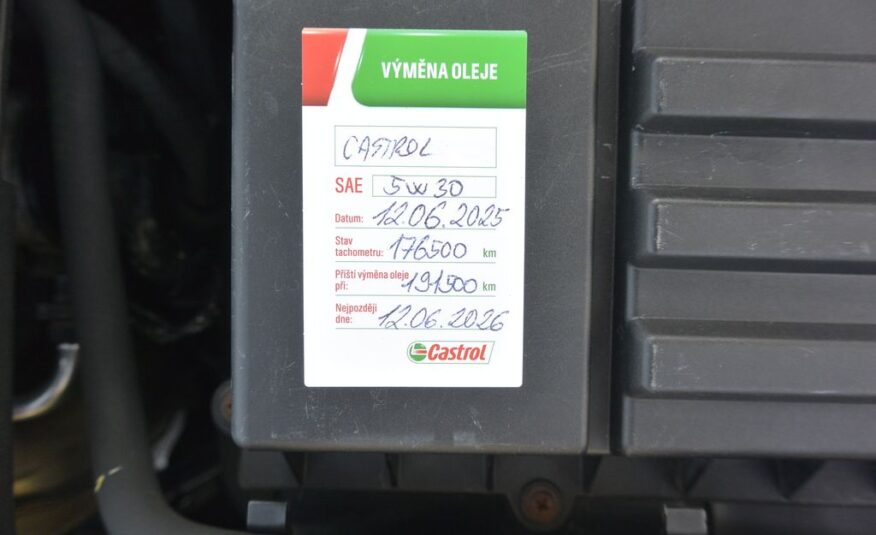 VÝMĚNA OLEJE
CASTROL
SAE 5W30
Datum: 12.06.2025
Stav
tachometru: 176500 km
Příští výměna oleje
při: 191500 km
Nejpozději
dne: 12.06.2026
Castrol